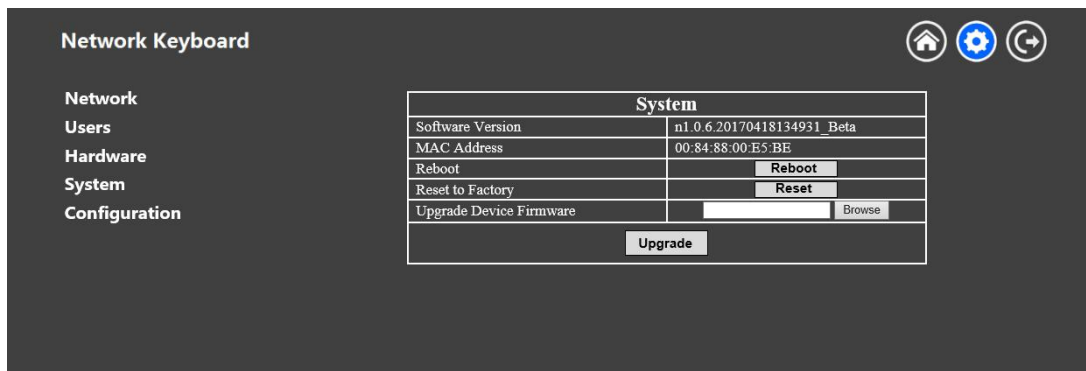 Network Keyboard
Network
Users
Hardware
System
Configuration
System
Software Version n1.0.6.20170418134931_Beta
MAC Address 00:84:88:00:E5:BE
Reboot Reboot
Reset to Factory Reset
Upgrade Device Firmware Browse
Upgrade